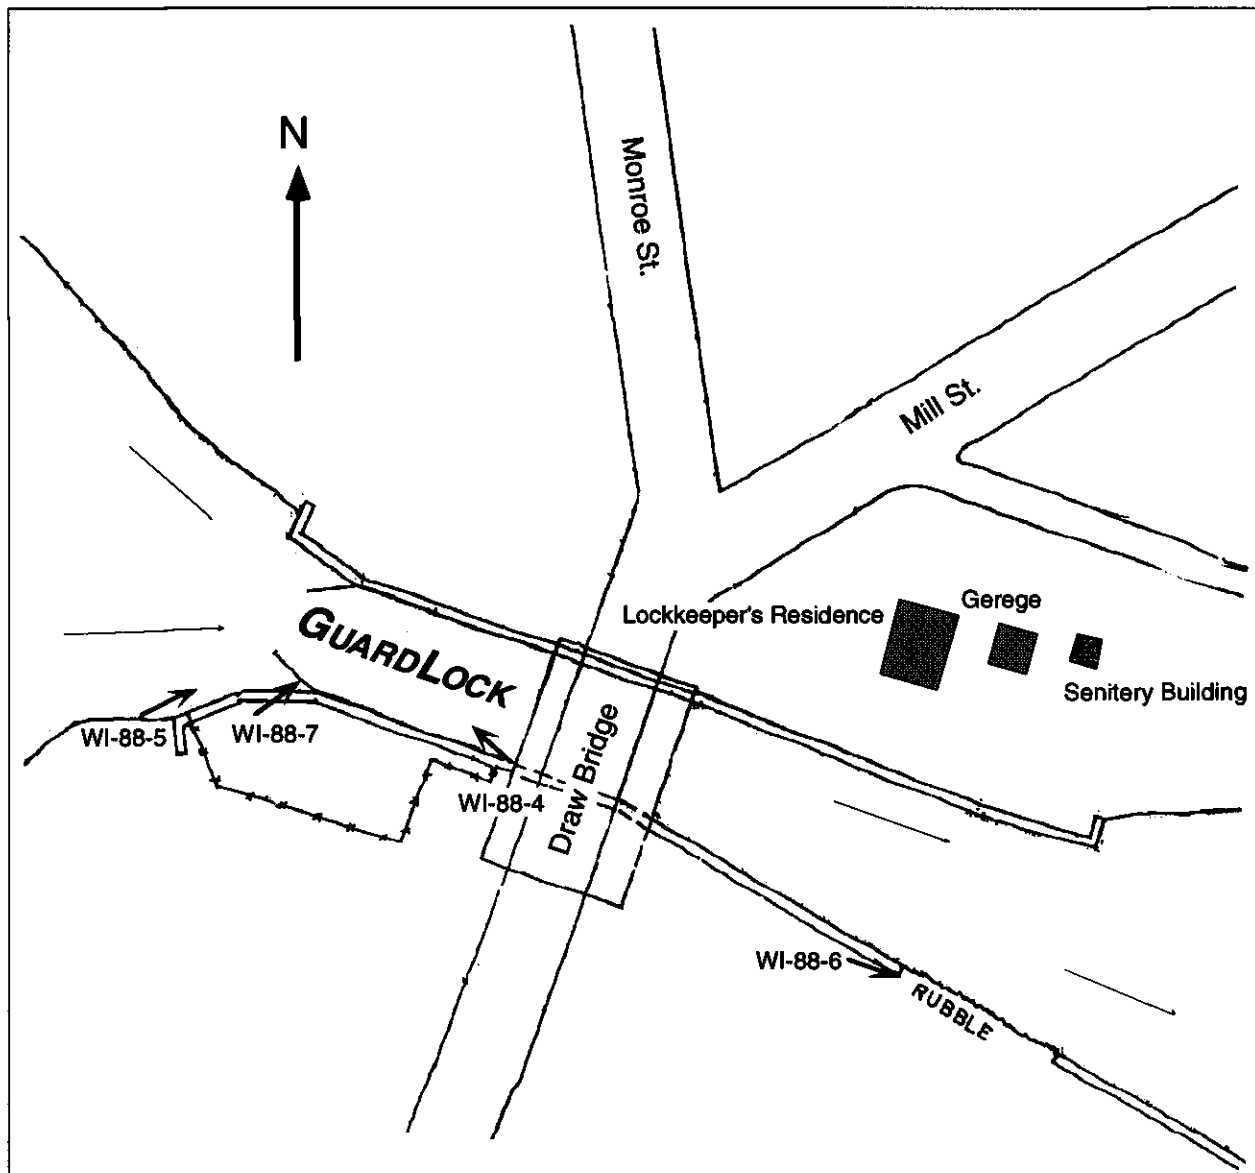 N
Monroe St.
Mill St.
GUARDLOCK
Lockkeeper's Residence
Gerege
Senitery Building
WI-88-5
WI-88-7
WI-88-4
Draw Bridge
WI-88-6
RUBBLE